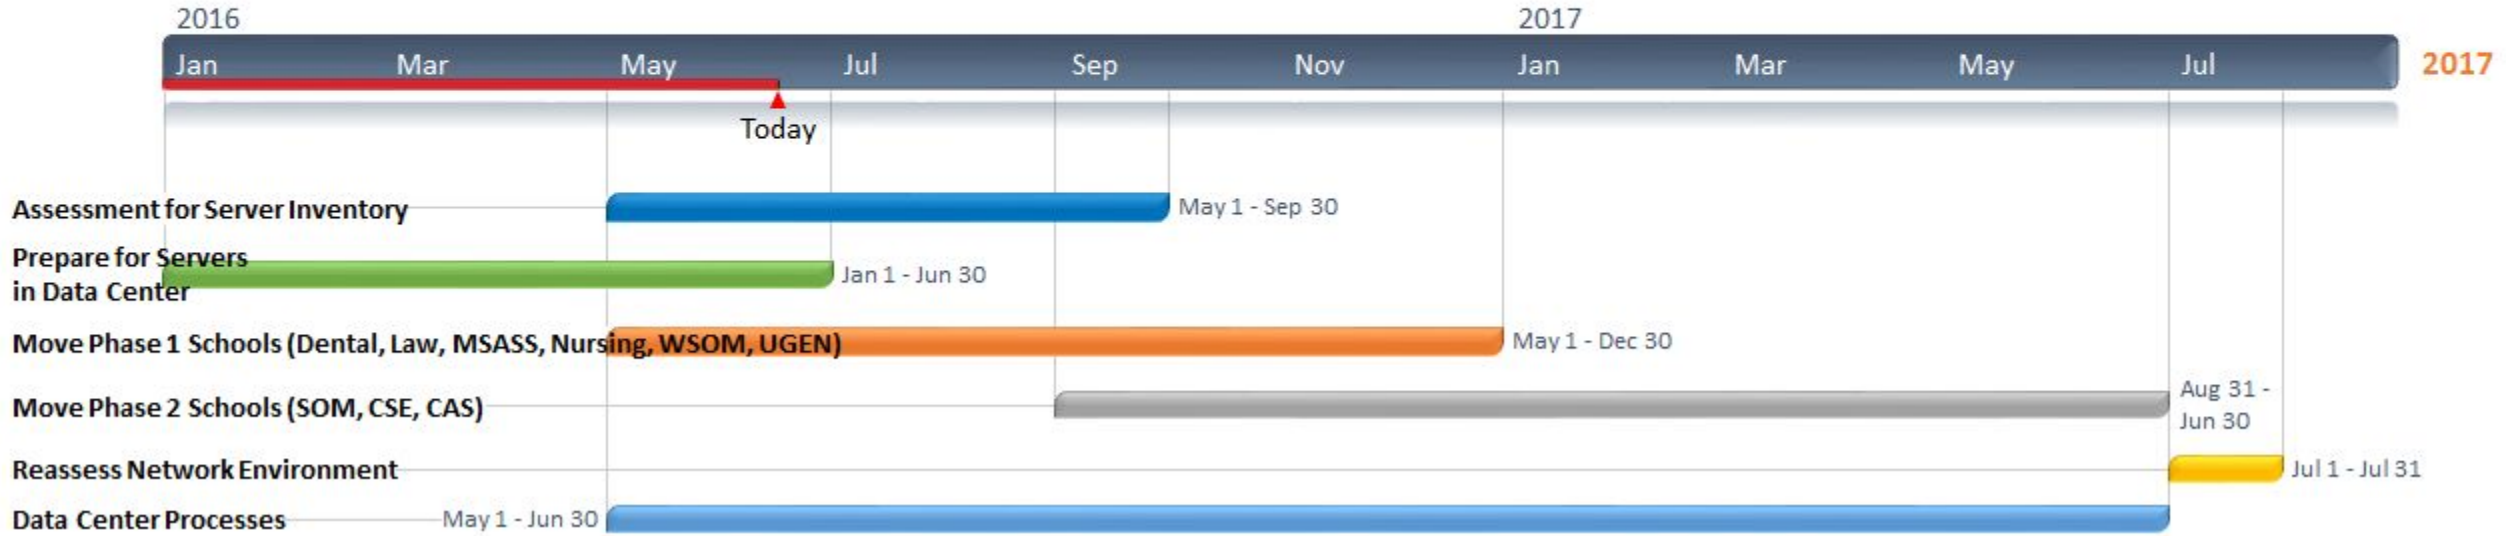 2016 2017
Jan Mar May Jul Sep Nov Jan Mar May Jul 2017
Today
Assessment for Server Inventory May 1 - Sep 30
Prepare for Servers
in Data Center
Jan 1 - Jun 30
Move Phase 1 Schools (Dental, Law, MSASS, Nursing, WSOM, UGEN) May 1 - Dec 30
Move Phase 2 Schools (SOM, CSE, CAS)
Aug 31 -
Jun 30
Reassess Network Environment Jul 1 - Jul 31
Data Center Processes May 1 - Jun 30